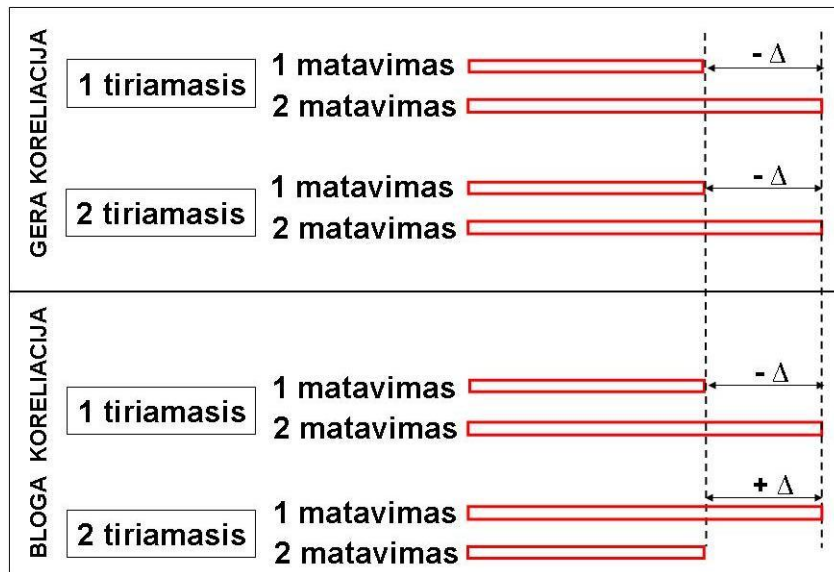 GERA KORELIACIJA
1 tiriamasis
1 matavimas
- Δ
2 matavimas
2 tiriamasis
1 matavimas
- Δ
2 matavimas
BLOGA KORELIACIJA
1 tiriamasis
1 matavimas
- Δ
2 matavimas
2 tiriamasis
+ Δ
1 matavimas
2 matavimas